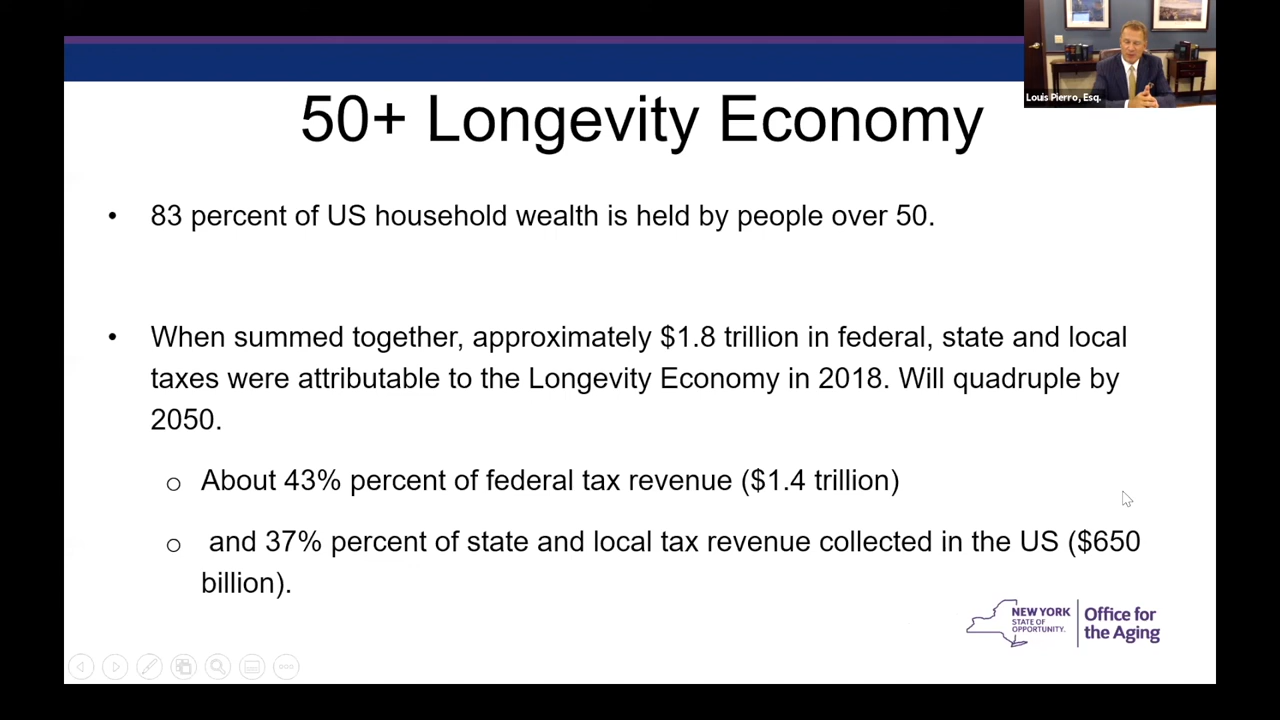 Louis Pierro, Esq.
50+ Longevity Economy
• 83 percent of US household wealth is held by people over 50.
• When summed together, approximately $1.8 trillion in federal, state and local
taxes were attributable to the Longevity Economy in 2018. Will quadruple by
2050.
o About 43% percent of federal tax revenue ($1.4 trillion)
o and 37% percent of state and local tax revenue collected in the US ($650
billion).
NEW YORK
STATE OF
OPPORTUNITY.
Office for
the Aging